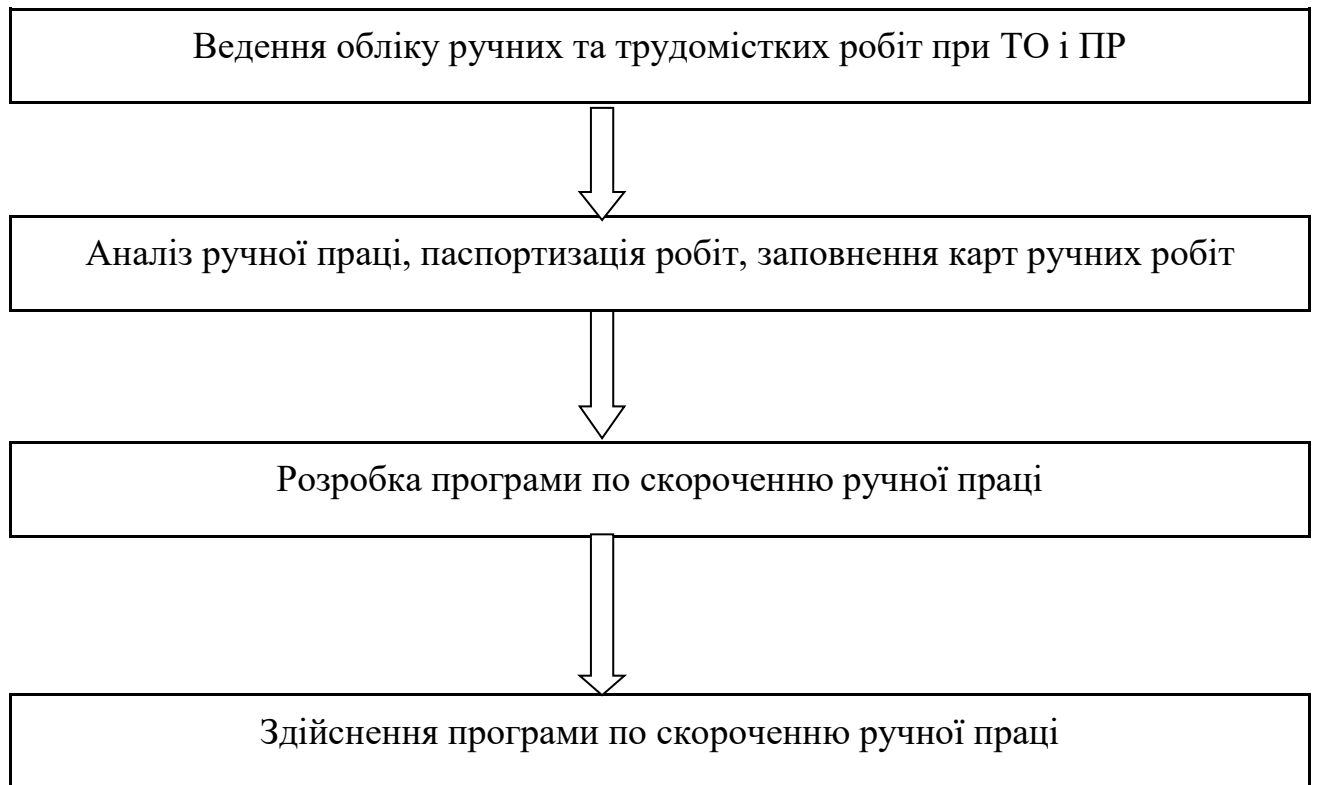 Ведення обліку ручних та трудомістких робіт при ТО і ПР
Аналіз ручної праці, паспортизація робіт, заповнення карт ручних робіт
Розробка програми по скороченню ручної праці
Здійснення програми по скороченню ручної праці